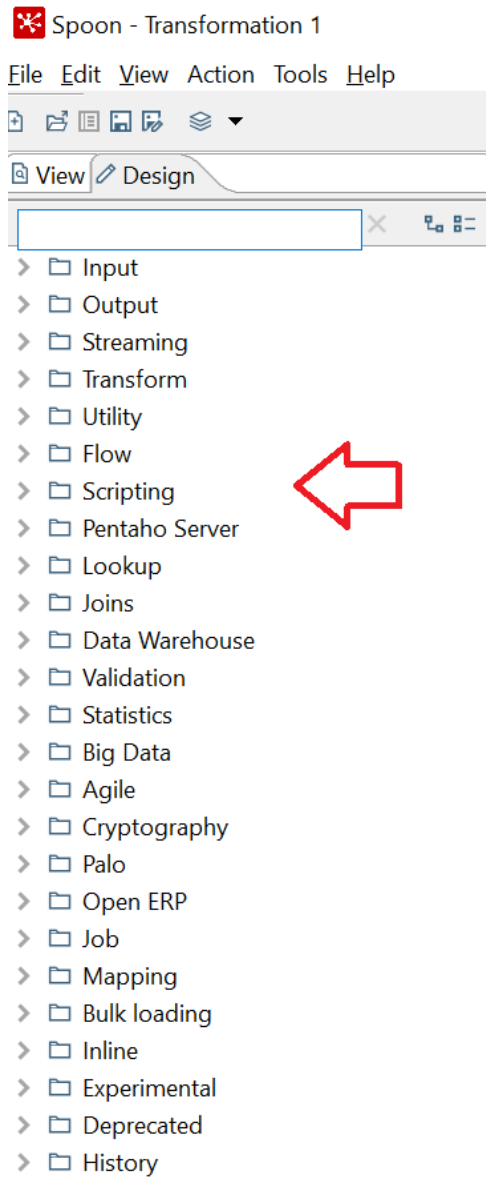 Spoon - Transformation 1
File Edit View Action Tools Help
View Design
Input
Output
Streaming
Transform
Utility
Flow
Scripting
Pentaho Server
Lookup
Joins
Data Warehouse
Validation
Statistics
Big Data
Agile
Cryptography
Palo
Open ERP
Job
Mapping
Bulk loading
Inline
Experimental
Deprecated
History